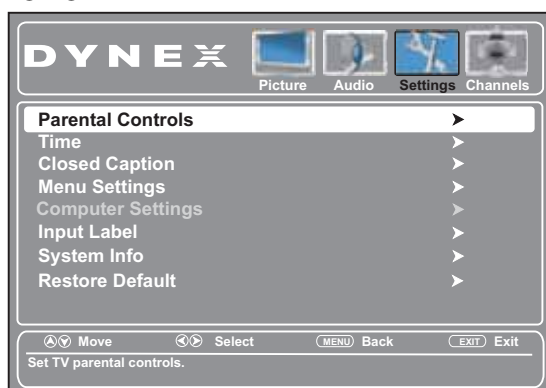 DYNEX
Picture Audio Settings Channels
Parental Controls
Time
Closed Caption
Menu Settings
Computer Settings
Input Label
System Info
Restore Default
Move Select MENU Back EXIT Exit
Set TV parental controls.